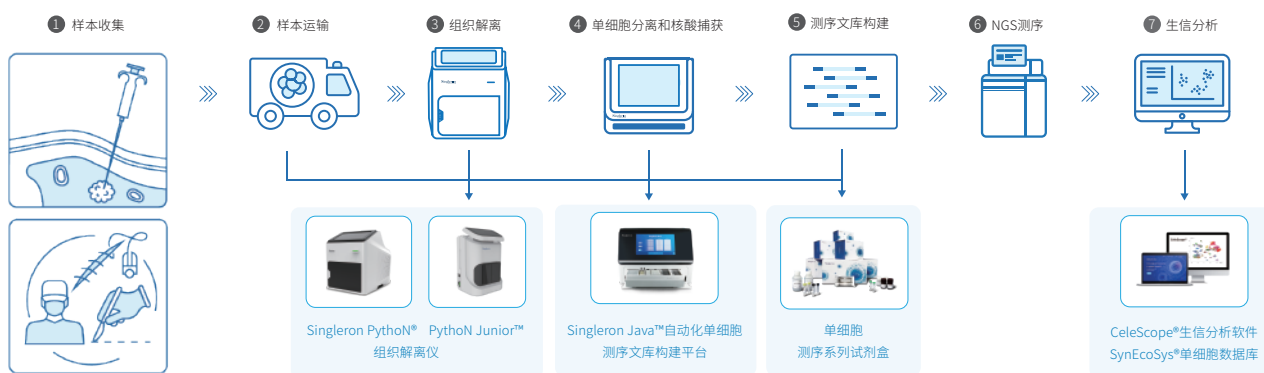 1 样本收集
2 样本运输
3 组织解离
4 单细胞分离和核酸捕获
5 测序文库构建
6 NGS测序
7 生信分析
Singleron PythoN® PythoN Junior™
组织解离仪
Singleron Java™自动化单细胞
测序文库构建平台
单细胞
测序系列试剂盒
CeleScope®生信分析软件
SynEcoSys®单细胞数据库